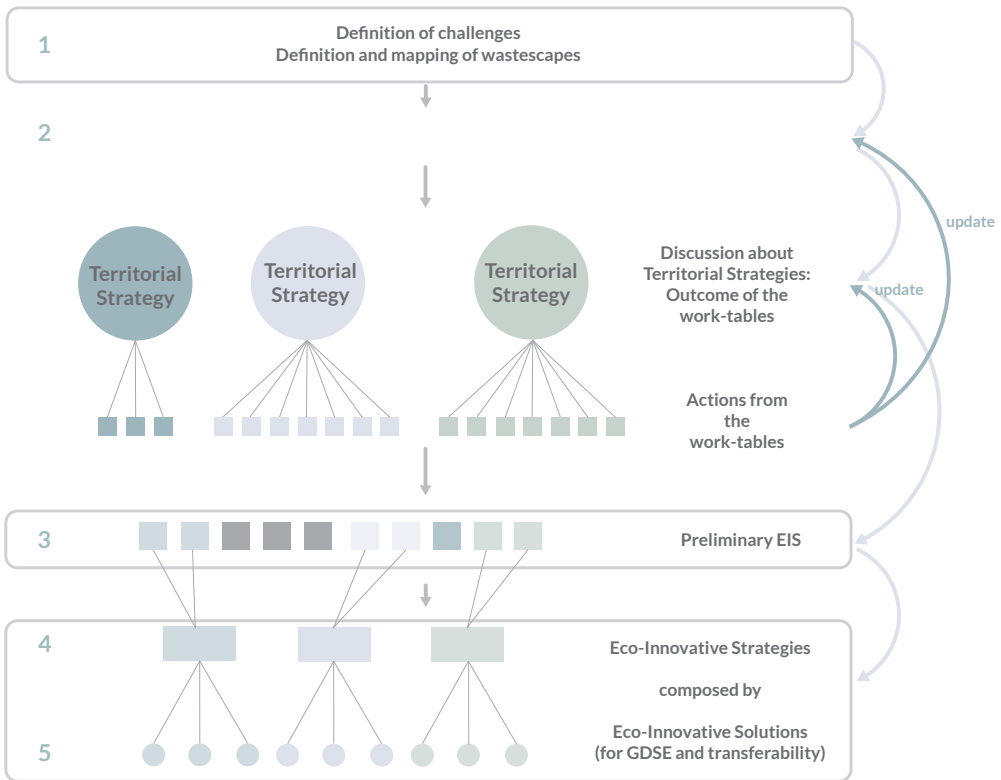 1
Definition of challenges
Definition and mapping of wastescapes
2
update
Territorial
Strategy
Territorial
Strategy
Territorial
Strategy
Discussion about
Territorial Strategies:
Outcome of the
work-tables
update
Actions from
the
work-tables
3
Preliminary EIS
4
Eco-Innovative Strategies
composed by
Eco-Innovative Solutions
(for GDSE and transferability)
5